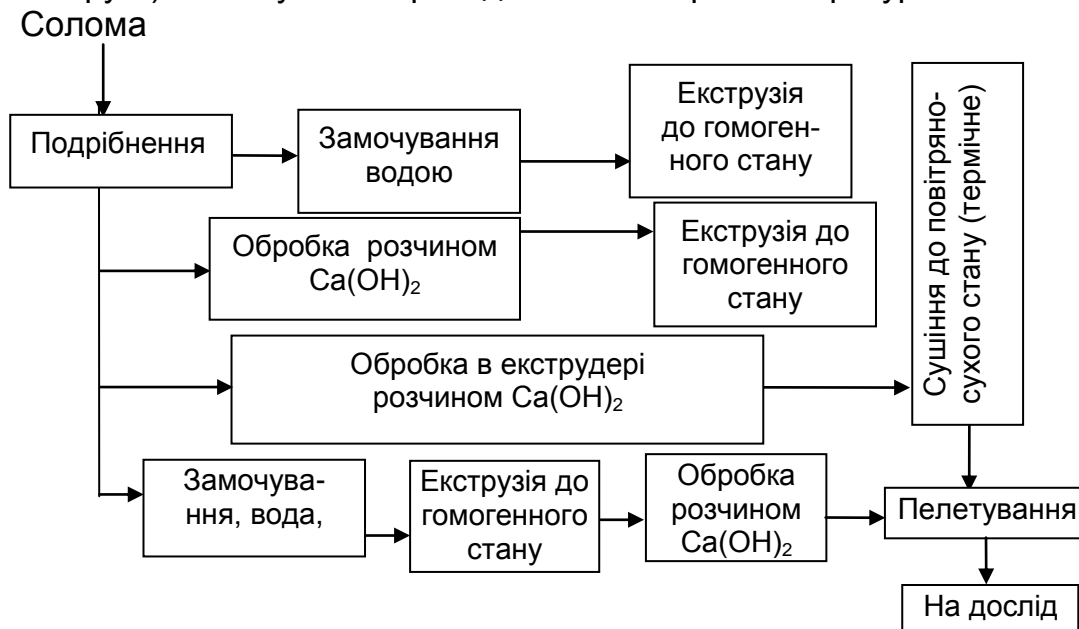 Солома
Подрібнення
Замочування
водою
Екструзія
до гомоген-
ного стану
Обробка розчином
Ca(OH)₂
Екструзія до
гомогенного
стану
Обробка в екструдері
розчином Ca(OH)₂
Сушіння до повітряно-
сухого стану (термічне)
Замочува-
ння, вода,
Екструзія до
гомогенного
стану
Обробка
розчином
Ca(OH)₂
Пелетування
На дослід